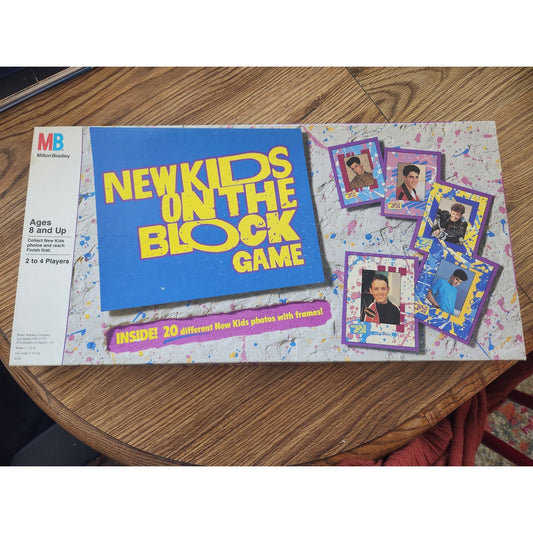 MB
Milton Bradley
Ages
8 and Up
Collect New Kids
photos and reach
Finish first.
2 to 4 Players
NEW KIDS
ON THE
BLOCK
GAME
INSIDE! 20 different New Kids photos with frames!